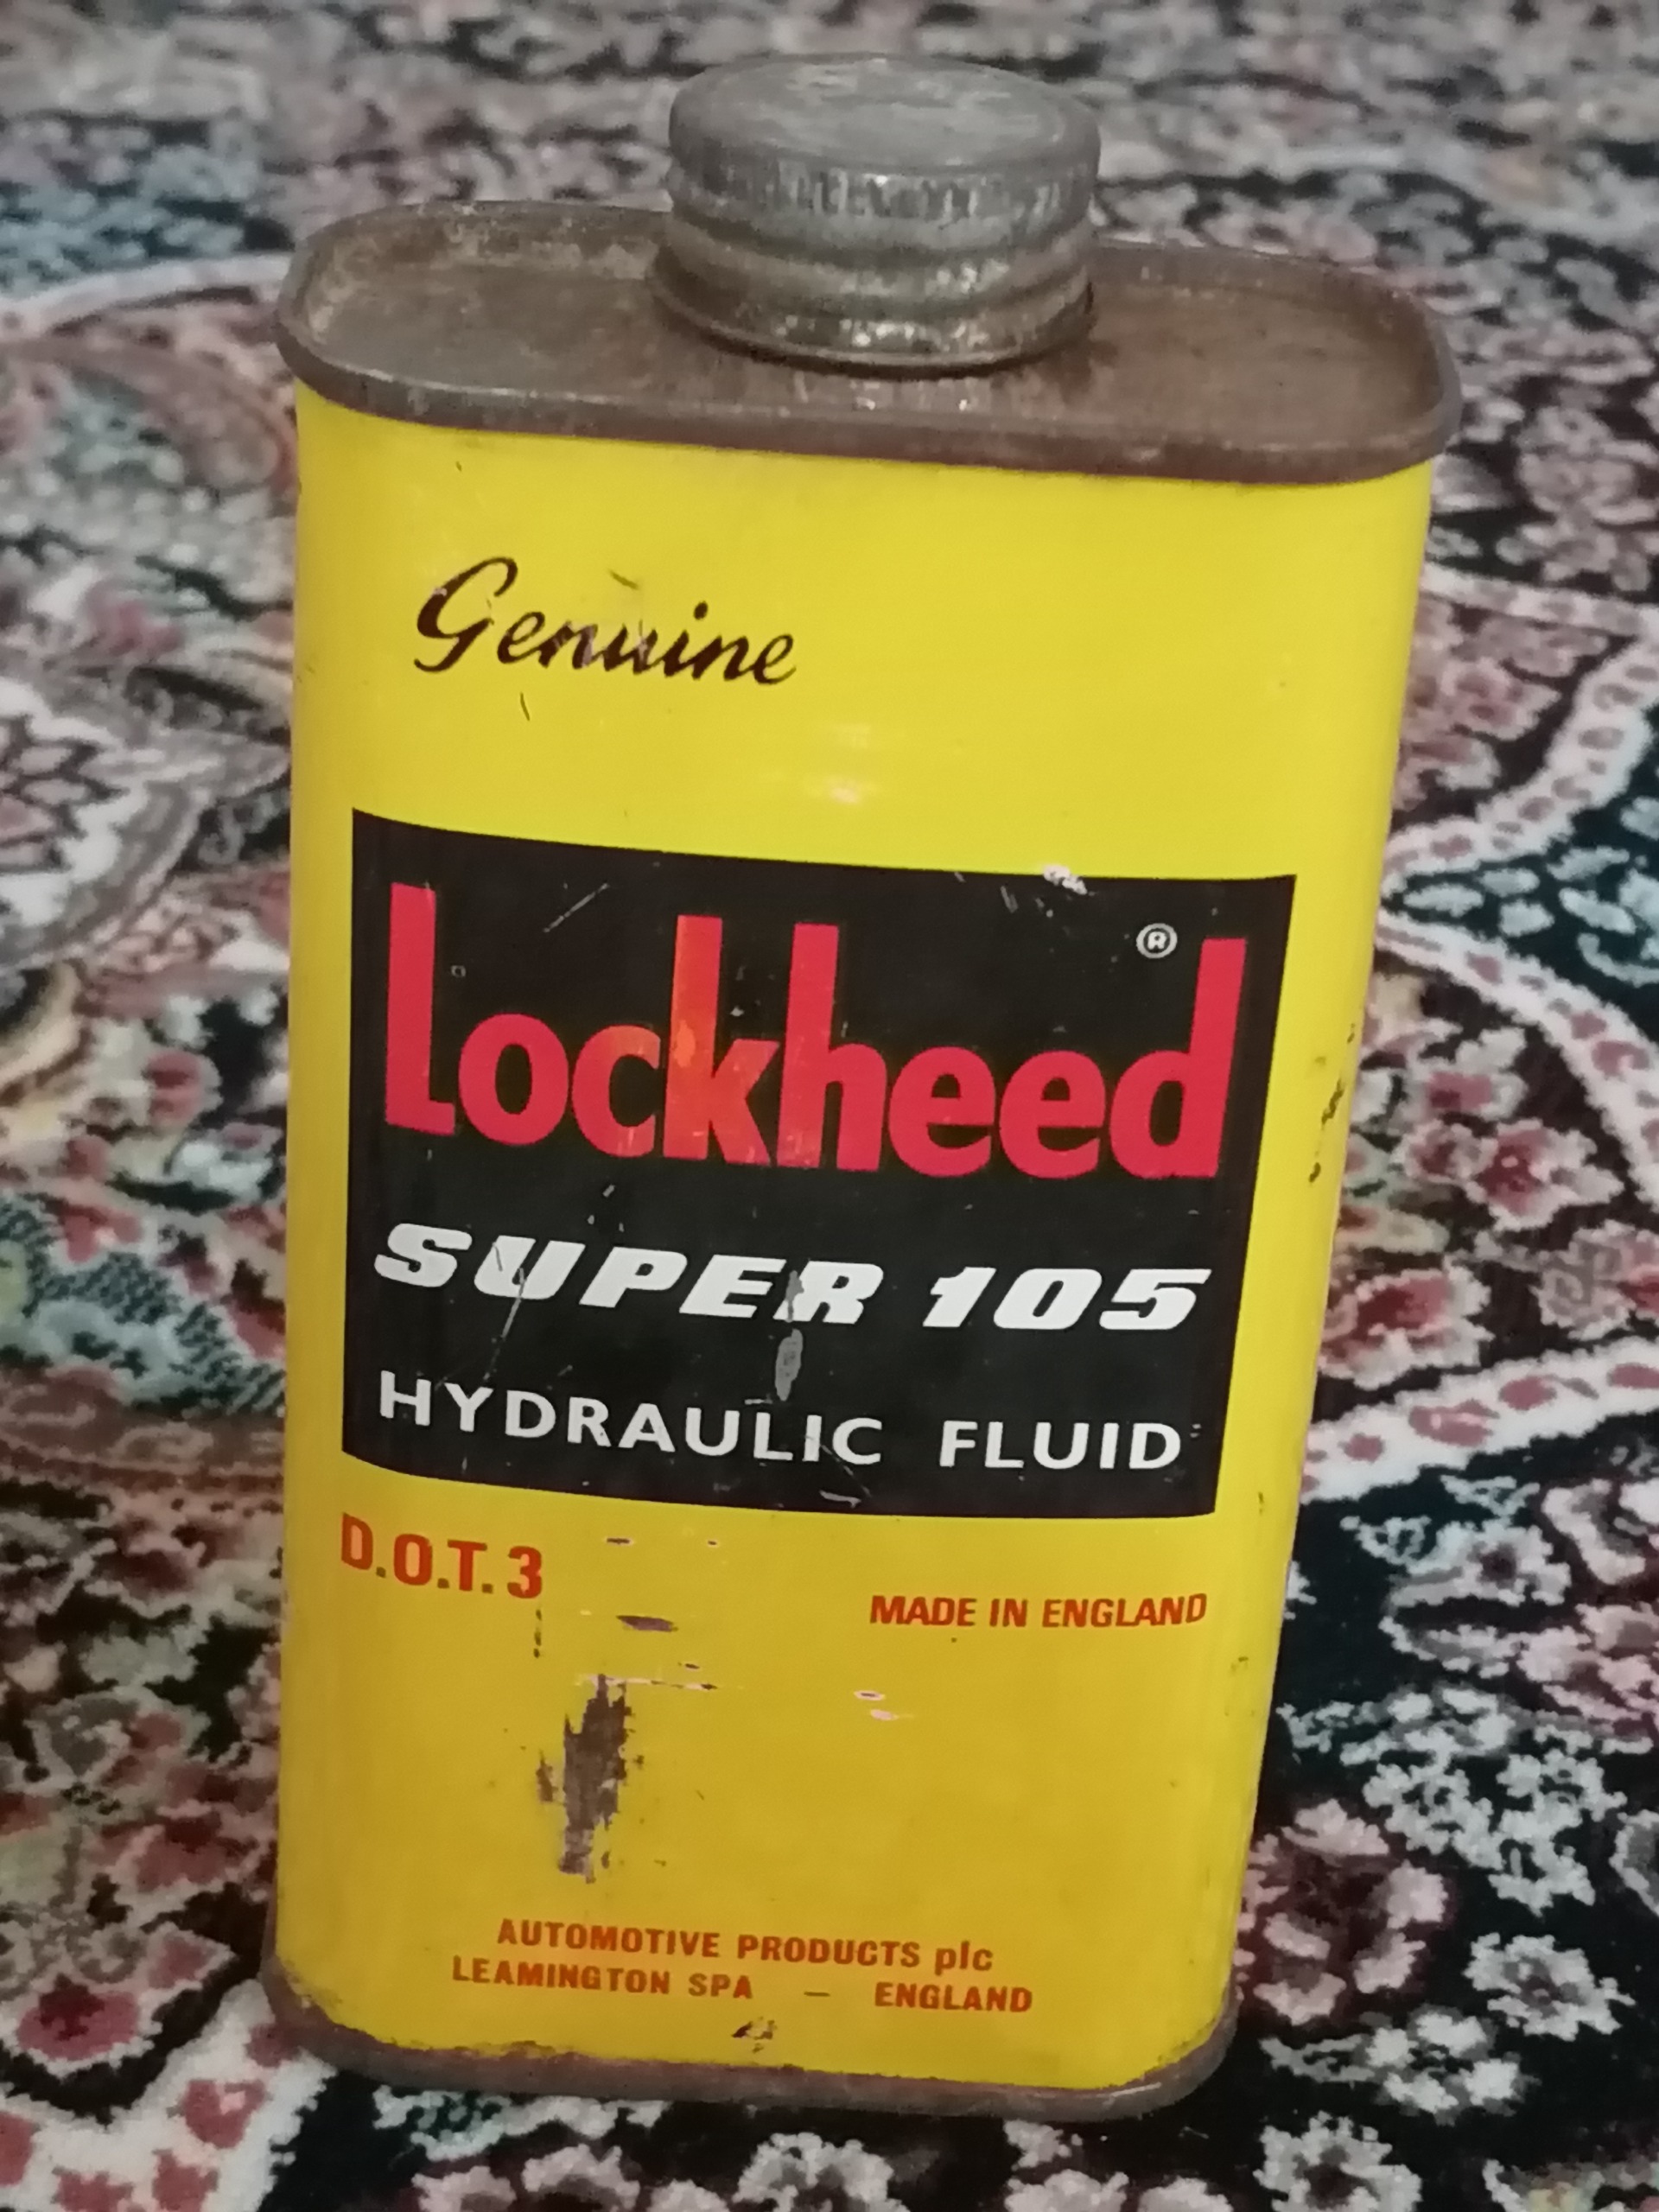 Genuine
Lockheed®
SUPER 105
HYDRAULIC FLUID
D.O.T. 3
MADE IN ENGLAND
AUTOMOTIVE PRODUCTS plc
LEAMINGTON SPA — ENGLAND